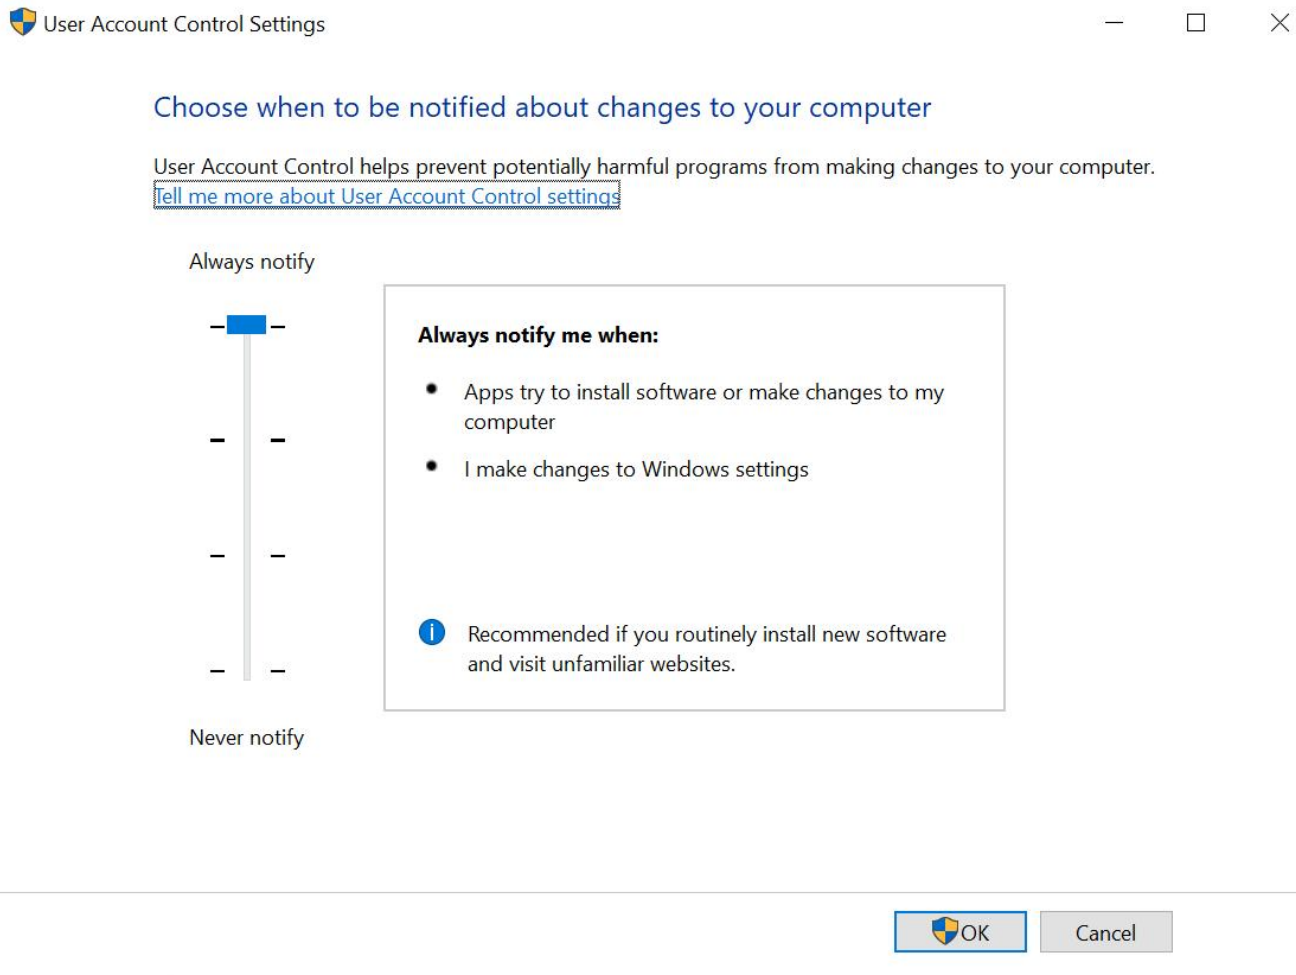 User Account Control Settings
Choose when to be notified about changes to your computer
User Account Control helps prevent potentially harmful programs from making changes to your computer.
Tell me more about User Account Control settings
Always notify
Always notify me when:
Apps try to install software or make changes to my
computer
I make changes to Windows settings
Recommended if you routinely install new software
and visit unfamiliar websites.
Never notify
OK
Cancel